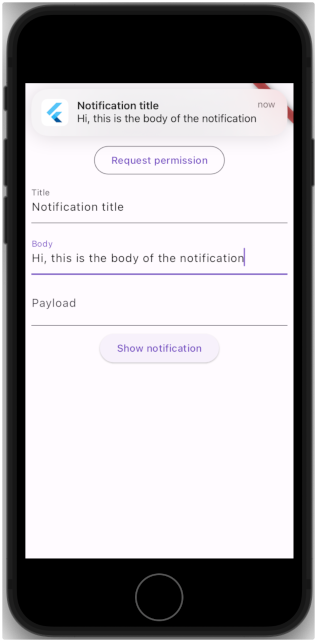 Notification title
now
Hi, this is the body of the notification
Request permission
Title
Notification title
Body
Hi, this is the body of the notification
Payload
Show notification